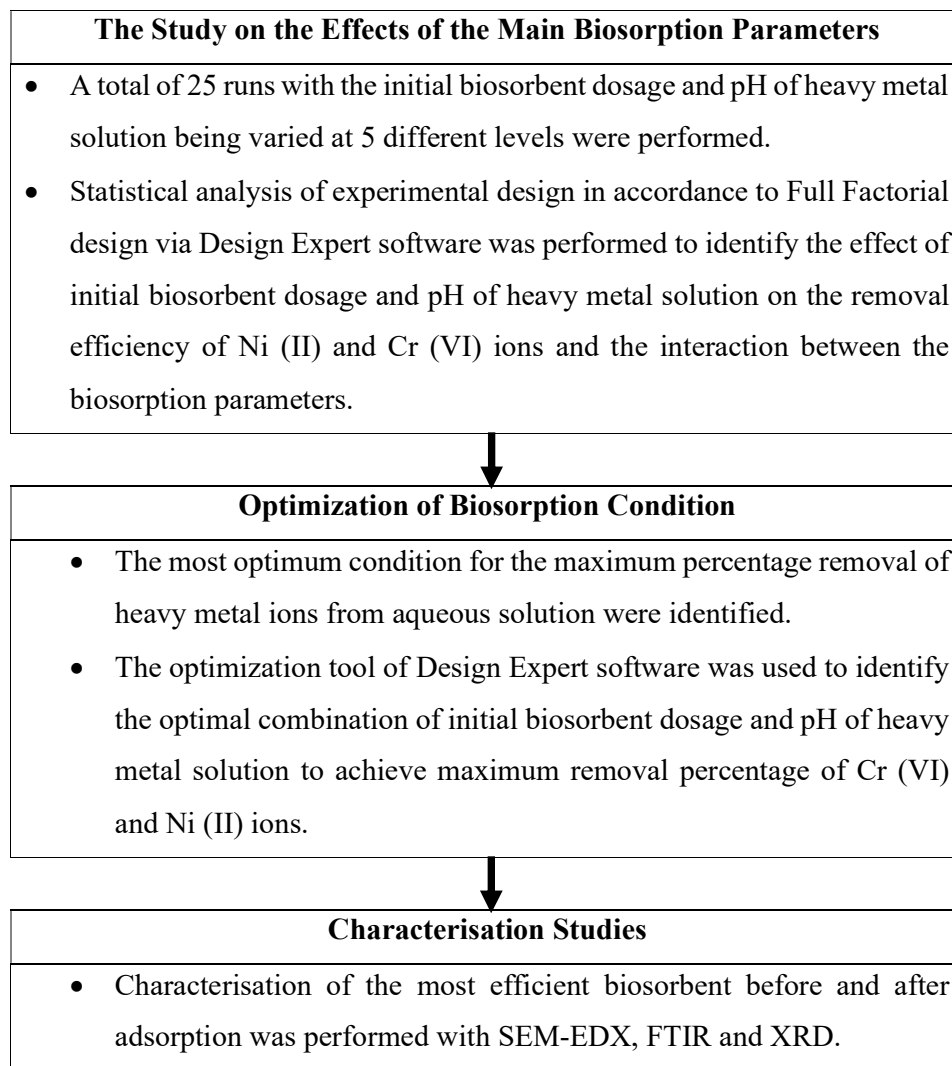 The Study on the Effects of the Main Biosorption Parameters
• A total of 25 runs with the initial biosorbent dosage and pH of heavy metal
solution being varied at 5 different levels were performed.
• Statistical analysis of experimental design in accordance to Full Factorial
design via Design Expert software was performed to identify the effect of
initial biosorbent dosage and pH of heavy metal solution on the removal
efficiency of Ni (II) and Cr (VI) ions and the interaction between the
biosorption parameters.
Optimization of Biosorption Condition
• The most optimum condition for the maximum percentage removal of
heavy metal ions from aqueous solution were identified.
• The optimization tool of Design Expert software was used to identify
the optimal combination of initial biosorbent dosage and pH of heavy
metal solution to achieve maximum removal percentage of Cr (VI)
and Ni (II) ions.
Characterisation Studies
• Characterisation of the most efficient biosorbent before and after
adsorption was performed with SEM-EDX, FTIR and XRD.